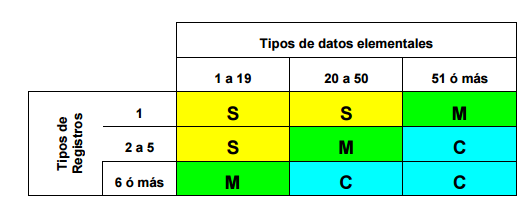 Tipos de datos elementales
1 a 19 20 a 50 51 ó más
Tipos de
Registros
1 S S M
2 a 5 S M C
6 ó más M C C